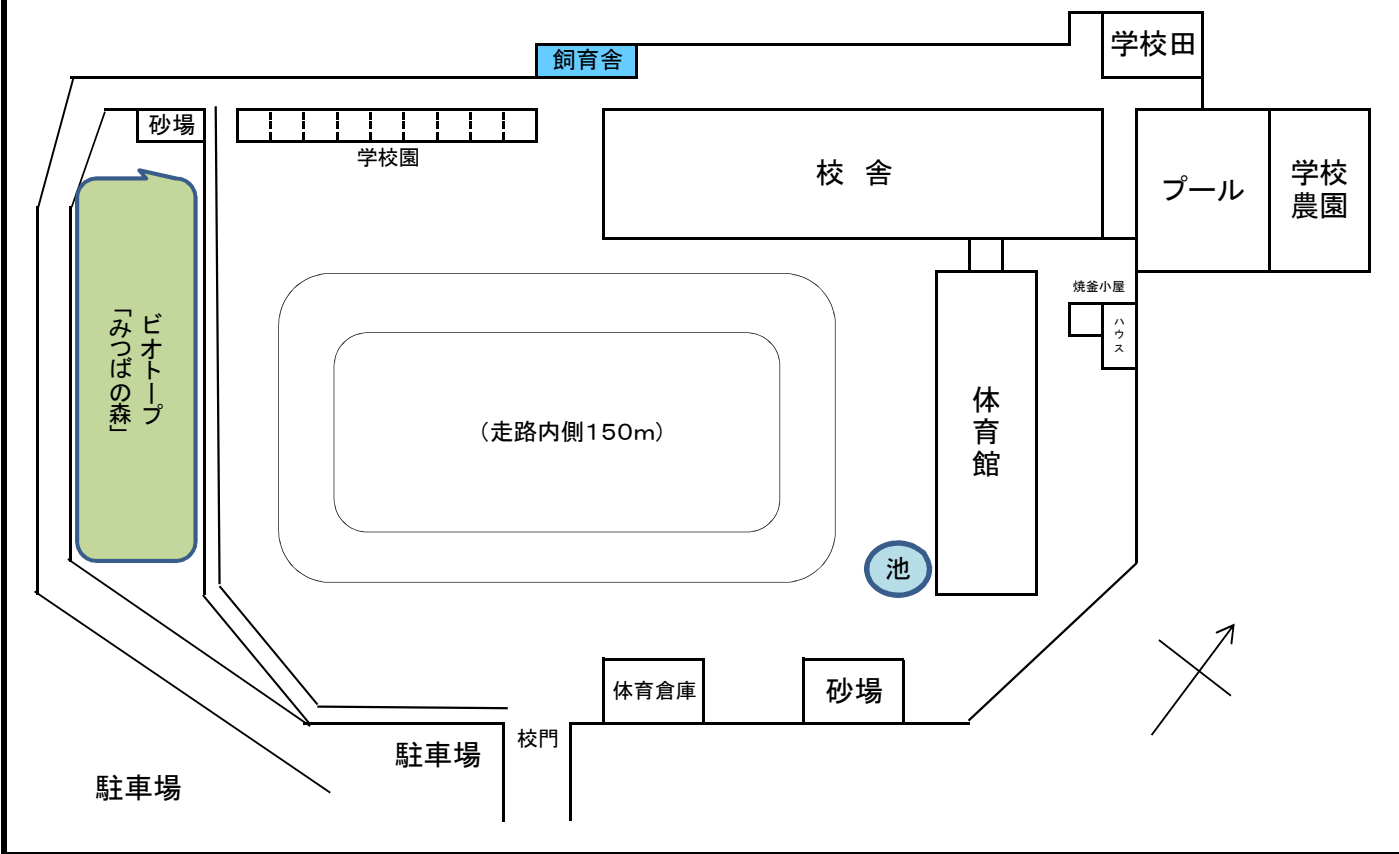 学校田
飼育舎
砂場
学校園
校 舎
プール
学校
農園
焼釜小屋
ハウス
ビオトープ
「みつばの森」
（走路内側150m）
体育館
池
体育倉庫
砂場
校門
駐車場
駐車場